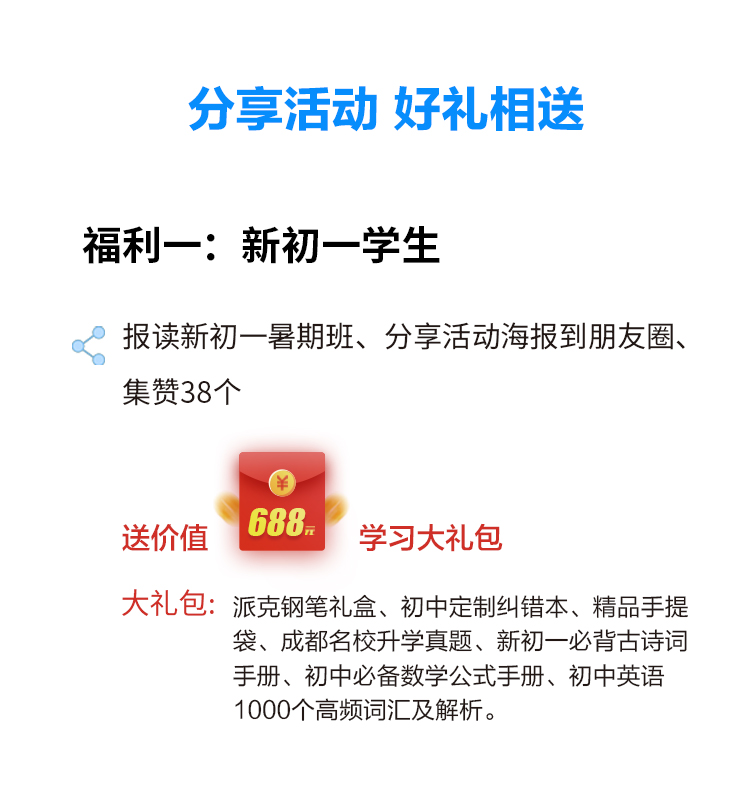 分享活动 好礼相送
福利一：新初一学生
报读新初一暑期班、分享活动海报到朋友圈、
集赞38个
¥
送价值 688元 学习大礼包
大礼包: 派克钢笔礼盒、初中定制纠错本、精品手提
袋、成都名校升学真题、新初一必背古诗词
手册、初中必备数学公式手册、初中英语
1000个高频词汇及解析。